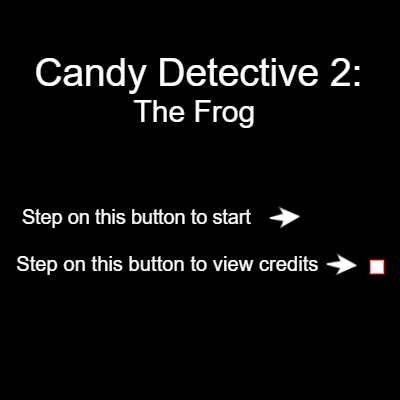 Candy Detective 2:
The Frog
Step on this button to start
Step on this button to view credits